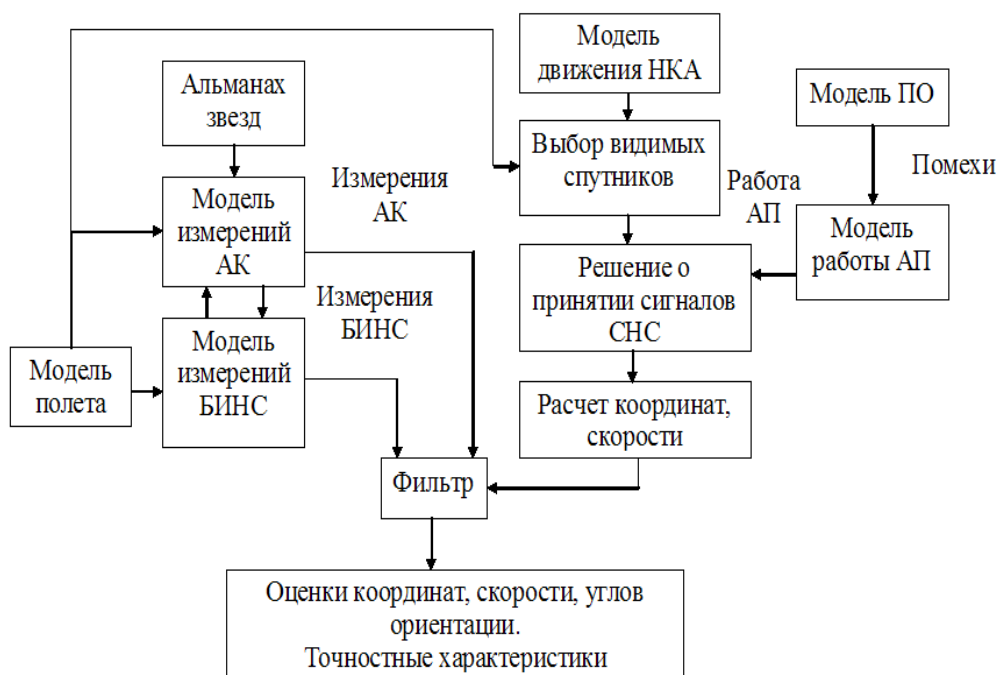 Модель
движения НКА
Альманах
звезд
Модель ПО
Выбор видимых
спутников
Помехи
Измерения
АК
Работа
АП
Модель
измерений
АК
Модель
работы АП
Решение о
принятии сигналов
СНС
Измерения
БИНС
Модель
измерений
БИНС
Модель
полета
Расчет координат,
скорости
Фильтр
Оценки координат, скорости, углов
ориентации.
Точностные характеристики